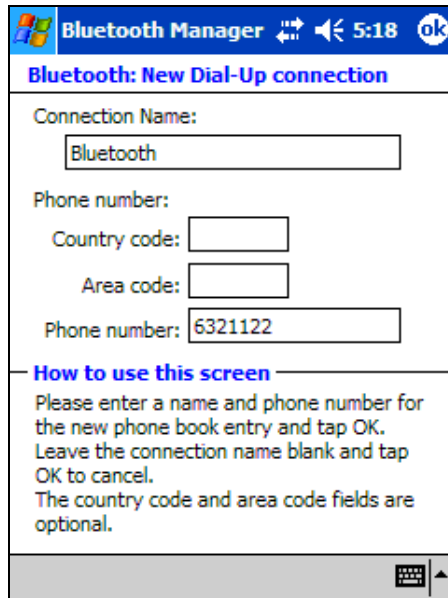 Bluetooth Manager 5:18 ok
Bluetooth: New Dial-Up connection
Connection Name:
Bluetooth
Phone number:
Country code:
Area code:
Phone number: 6321122
How to use this screen
Please enter a name and phone number for
the new phone book entry and tap OK.
Leave the connection name blank and tap
OK to cancel.
The country code and area code fields are
optional.